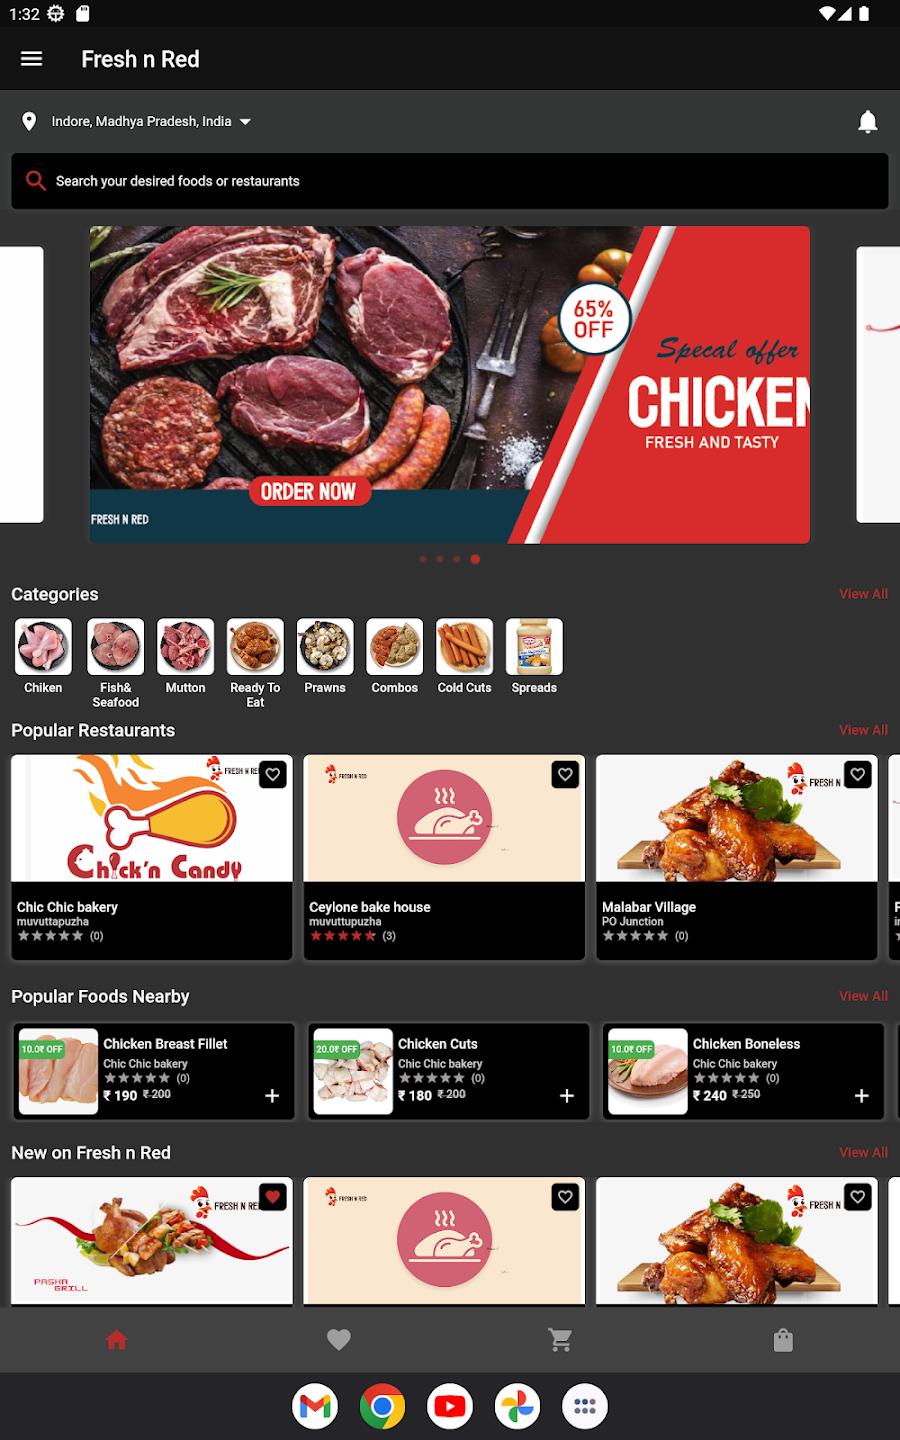 1:32
Fresh n Red
Indore, Madhya Pradesh, India
Search your desired foods or restaurants
65%
OFF
Specal offer
CHICKEN
FRESH AND TASTY
ORDER NOW
FRESH N RED
Categories
View All
Chiken
Fish&
Seafood
Mutton
Ready To
Eat
Prawns
Combos
Cold Cuts
Spreads
Popular Restaurants
View All
FRESH N RE
Chick'n Candy
Chic Chic bakery
muvuttapuzha
(0)
FRESH N RED
Ceylone bake house
muvuttupuzha
(3)
FRESH N
Malabar Village
PO Junction
(0)
Popular Foods Nearby
View All
10.0₹ OFF
Chicken Breast Fillet
Chic Chic bakery
(0)
₹ 190 ₹ 200
20.0₹ OFF
Chicken Cuts
Chic Chic bakery
(0)
₹ 180 ₹ 200
10.0₹ OFF
Chicken Boneless
Chic Chic bakery
(0)
₹ 240 ₹ 250
New on Fresh n Red
View All
FRESH N RE
PASHA
GRILL
FRESH N RED
FRESH N